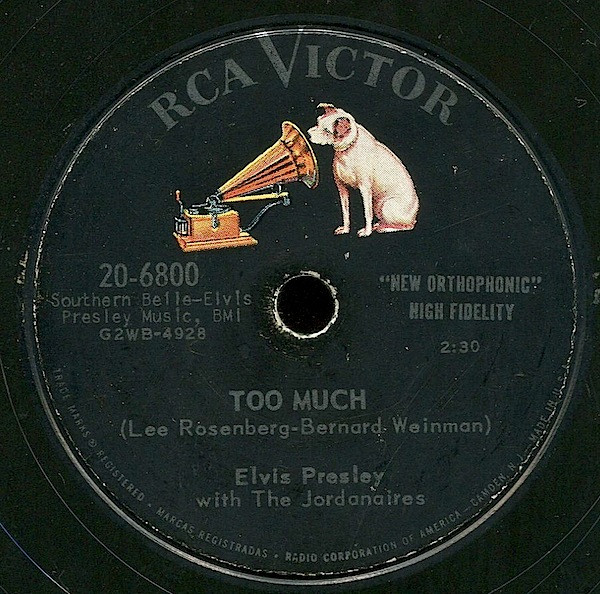 RCA VICTOR
20-6800
Southern Belle-Elvis
Presley Music, BMI
G2WB-4928
"NEW ORTHOPHONIC"
HIGH FIDELITY
2:30
TOO MUCH
(Lee Rosenberg-Bernard Weinman)
Elvis Presley
with The Jordanaires
TRADE MARKS ® REGISTERED • MARCAS REGISTRADAS • RADIO CORPORATION OF AMERICA — CAMDEN, N. J. — MADE IN U.S.A.